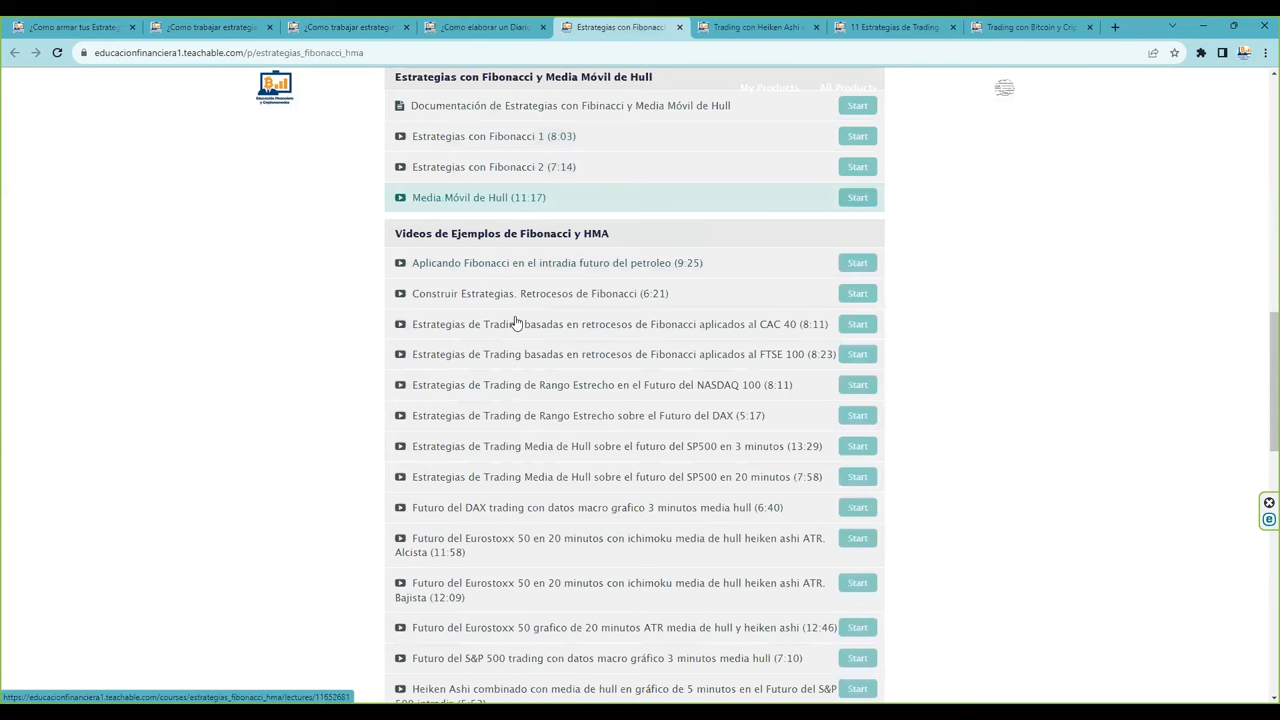 ¿Como armar tus Estrateg
¿Como trabajar estrategia
¿Como trabajar estrategia
¿Como elaborar un Diario
Estrategias con Fibonacci
Trading con Heiken Ashi
11 Estrategias de Trading
Trading con Bitcoin y Crip
educacionfinanciera1.teachable.com/p/estrategias_fibonacci_hma
Educación Financiera
y Criptomonedas
My Products
All Products
Estrategias con Fibonacci y Media Móvil de Hull
Documentación de Estrategias con Fibinacci y Media Móvil de Hull
Start
Estrategias con Fibonacci 1 (8:03)
Start
Estrategias con Fibonacci 2 (7:14)
Start
Media Móvil de Hull (11:17)
Start
Videos de Ejemplos de Fibonacci y HMA
Aplicando Fibonacci en el intradia futuro del petroleo (9:25)
Start
Construir Estrategias. Retrocesos de Fibonacci (6:21)
Start
Estrategias de Trading basadas en retrocesos de Fibonacci aplicados al CAC 40 (8:11)
Start
Estrategias de Trading basadas en retrocesos de Fibonacci aplicados al FTSE 100 (8:23)
Start
Estrategias de Trading de Rango Estrecho en el Futuro del NASDAQ 100 (8:11)
Start
Estrategias de Trading de Rango Estrecho sobre el Futuro del DAX (5:17)
Start
Estrategias de Trading Media de Hull sobre el futuro del SP500 en 3 minutos (13:29)
Start
Estrategias de Trading Media de Hull sobre el futuro del SP500 en 20 minutos (7:58)
Start
Futuro del DAX trading con datos macro grafico 3 minutos media hull (6:40)
Start
Futuro del Eurostoxx 50 en 20 minutos con ichimoku media de hull heiken ashi ATR.
Alcista (11:58)
Start
Futuro del Eurostoxx 50 en 20 minutos con ichimoku media de hull heiken ashi ATR.
Bajista (12:09)
Start
Futuro del Eurostoxx 50 grafico de 20 minutos ATR media de hull y heiken ashi (12:46)
Start
Futuro del S&P 500 trading con datos macro gráfico 3 minutos media hull (7:10)
Start
Heiken Ashi combinado con media de hull en gráfico de 5 minutos en el Futuro del S&P
Start
https://educacionfinanciera1.teachable.com/courses/estrategias_fibonacci_hma/lectures/11652681